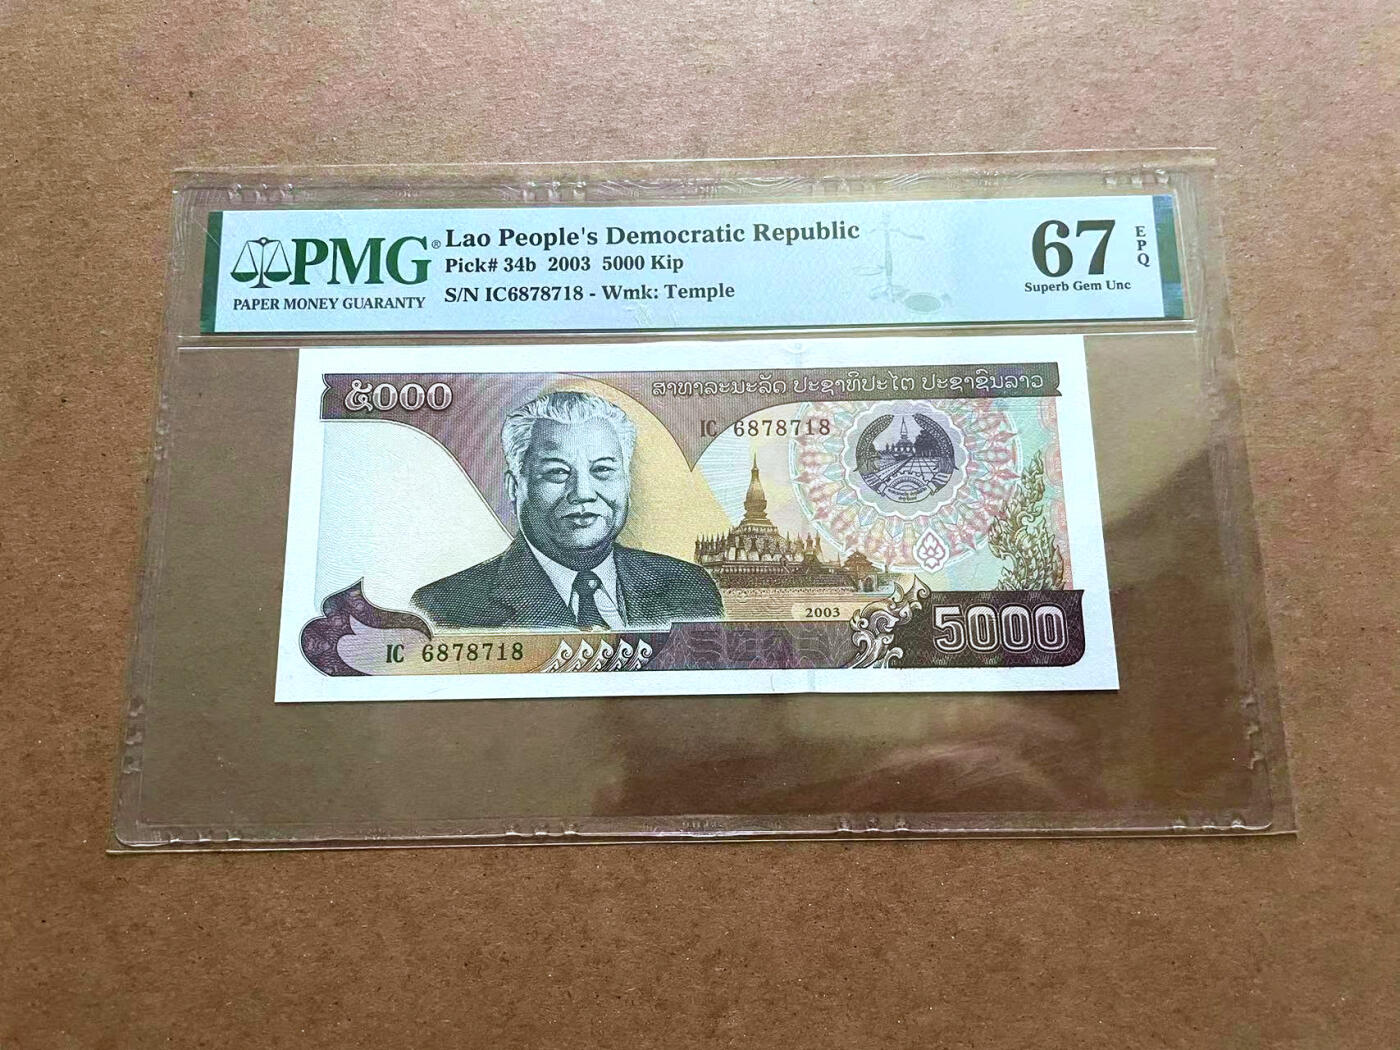 PMG®
PAPER MONEY GUARANTY
Lao People's Democratic Republic
Pick# 34b 2003 5000 Kip
S/N IC6878718 - Wmk: Temple
67
EPQ
Superb Gem Unc
໕000
ສາທາລະນະລັດ ປະຊາທິປະໄຕ ປະຊາຊົນລາວ
IC 6878718
2003
IC 6878718
5000